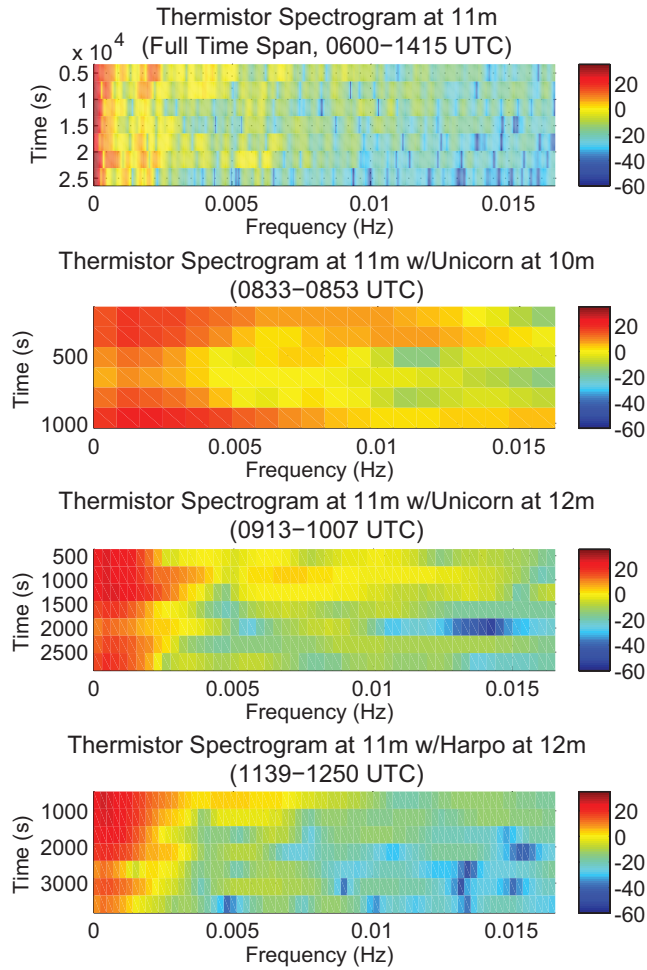 Thermistor Spectrogram at 11m
(Full Time Span, 0600−1415 UTC)
x 10^4
0.5
1
1.5
2
2.5
Time (s)
0 0.005 0.01 0.015
Frequency (Hz)
20
0
-20
-40
-60
Thermistor Spectrogram at 11m w/Unicorn at 10m
(0833−0853 UTC)
500
1000
Time (s)
0 0.005 0.01 0.015
Frequency (Hz)
20
0
-20
-40
-60
Thermistor Spectrogram at 11m w/Unicorn at 12m
(0913−1007 UTC)
500
1000
1500
2000
2500
Time (s)
0 0.005 0.01 0.015
Frequency (Hz)
20
0
-20
-40
-60
Thermistor Spectrogram at 11m w/Harpo at 12m
(1139−1250 UTC)
1000
2000
3000
Time (s)
0 0.005 0.01 0.015
Frequency (Hz)
20
0
-20
-40
-60